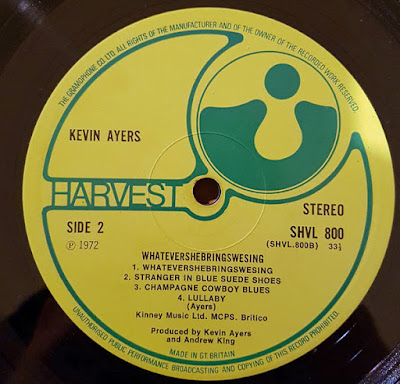 THE GRAMOPHONE CO. LTD. ALL RIGHTS OF THE MANUFACTURER AND OF THE OWNER OF THE RECORDED WORK RESERVED.
KEVIN AYERS
HARVEST
SIDE 2
STEREO
℗ 1972
SHVL 800
(SHVL.800B) 33⅓
WHATEVERSHEBRINGSWESING
1. WHATEVERSHEBRINGSWESING
2. STRANGER IN BLUE SUEDE SHOES
3. CHAMPAGNE COWBOY BLUES
4. LULLABY
(Ayers)
Kinney Music Ltd. MCPS. Britico
Produced by Kevin Ayers
and Andrew King
MADE IN GT. BRITAIN
UNAUTHORISED PUBLIC PERFORMANCE BROADCASTING AND COPYING OF THIS RECORD PROHIBITED.